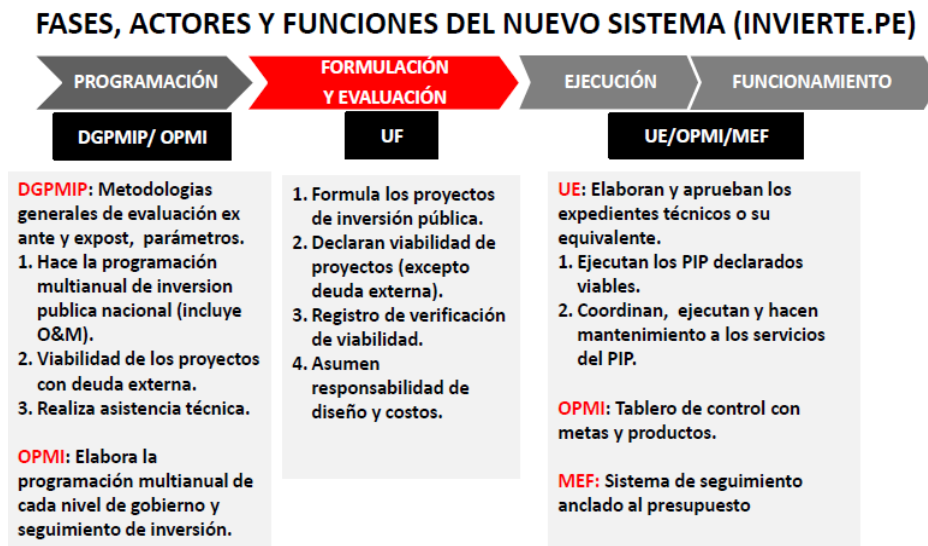 FASES, ACTORES Y FUNCIONES DEL NUEVO SISTEMA (INVIERTE.PE)
PROGRAMACIÓN
FORMULACIÓN
Y EVALUACIÓN
EJECUCIÓN
FUNCIONAMIENTO
DGPMIP/ OPMI
UF
UE/OPMI/MEF
DGPMIP: Metodologias
generales de evaluación ex
ante y expost, parámetros.
1. Hace la programación
multianual de inversion
publica nacional (incluye
O&M).
2. Viabilidad de los proyectos
con deuda externa.
3. Realiza asistencia técnica.
OPMI: Elabora la
programación multianual de
cada nivel de gobierno y
seguimiento de inversión.
1. Formula los proyectos
de inversión pública.
2. Declaran viabilidad de
proyectos (excepto
deuda externa).
3. Registro de verificación
de viabilidad.
4. Asumen
responsabilidad de
diseño y costos.
UE: Elaboran y aprueban los
expedientes técnicos o su
equivalente.
1. Ejecutan los PIP declarados
viables.
2. Coordinan, ejecutan y hacen
mantenimiento a los servicios
del PIP.
OPMI: Tablero de control con
metas y productos.
MEF: Sistema de seguimiento
anclado al presupuesto